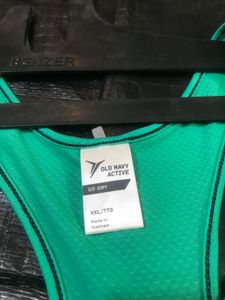 BENZER
OLD NAVY
ACTIVE
GO-DRY
XXL/TTG
Made in
Vietnam